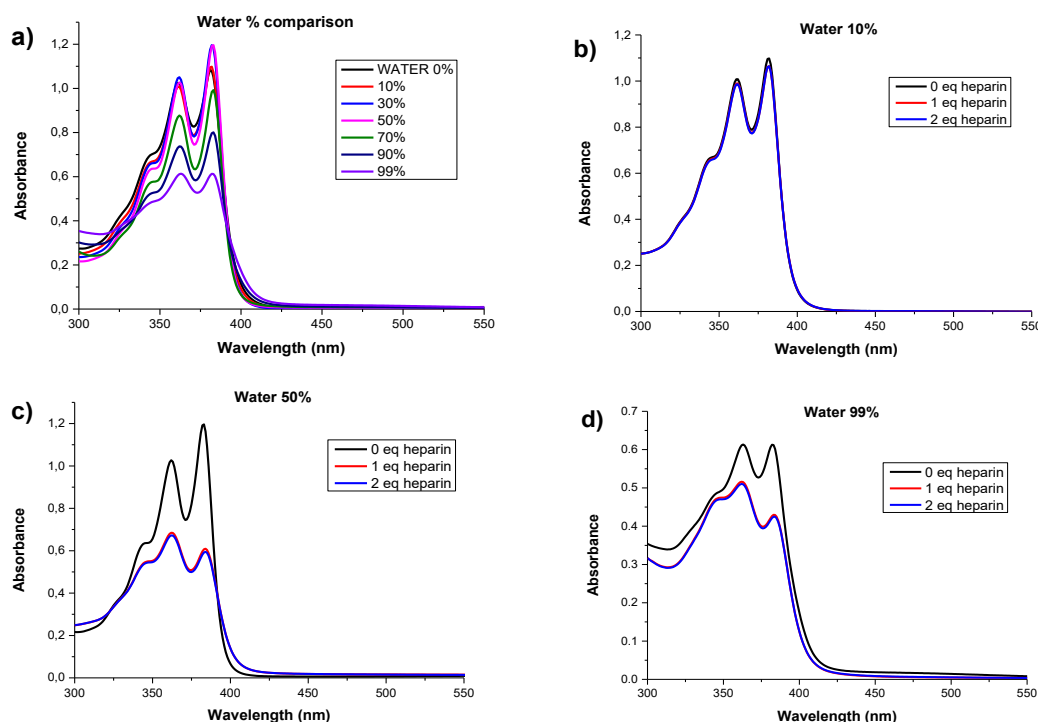 a)
Water % comparison
WATER 0%
10%
30%
50%
70%
90%
99%
Absorbance
1,2
1,0
0,8
0,6
0,4
0,2
0,0
300 350 400 450 500 550
Wavelength (nm)
b)
Water 10%
0 eq heparin
1 eq heparin
2 eq heparin
Absorbance
1,2
1,0
0,8
0,6
0,4
0,2
0,0
300 350 400 450 500 550
Wavelength (nm)
c)
Water 50%
0 eq heparin
1 eq heparin
2 eq heparin
Absorbance
1,2
1,0
0,8
0,6
0,4
0,2
0,0
300 350 400 450 500 550
Wavelength (nm)
d)
Water 99%
0 eq heparin
1 eq heparin
2 eq heparin
Absorbance
0.7
0.6
0.5
0.4
0.3
0.2
0.1
0.0
300 350 400 450 500 550
Wavelength (nm)